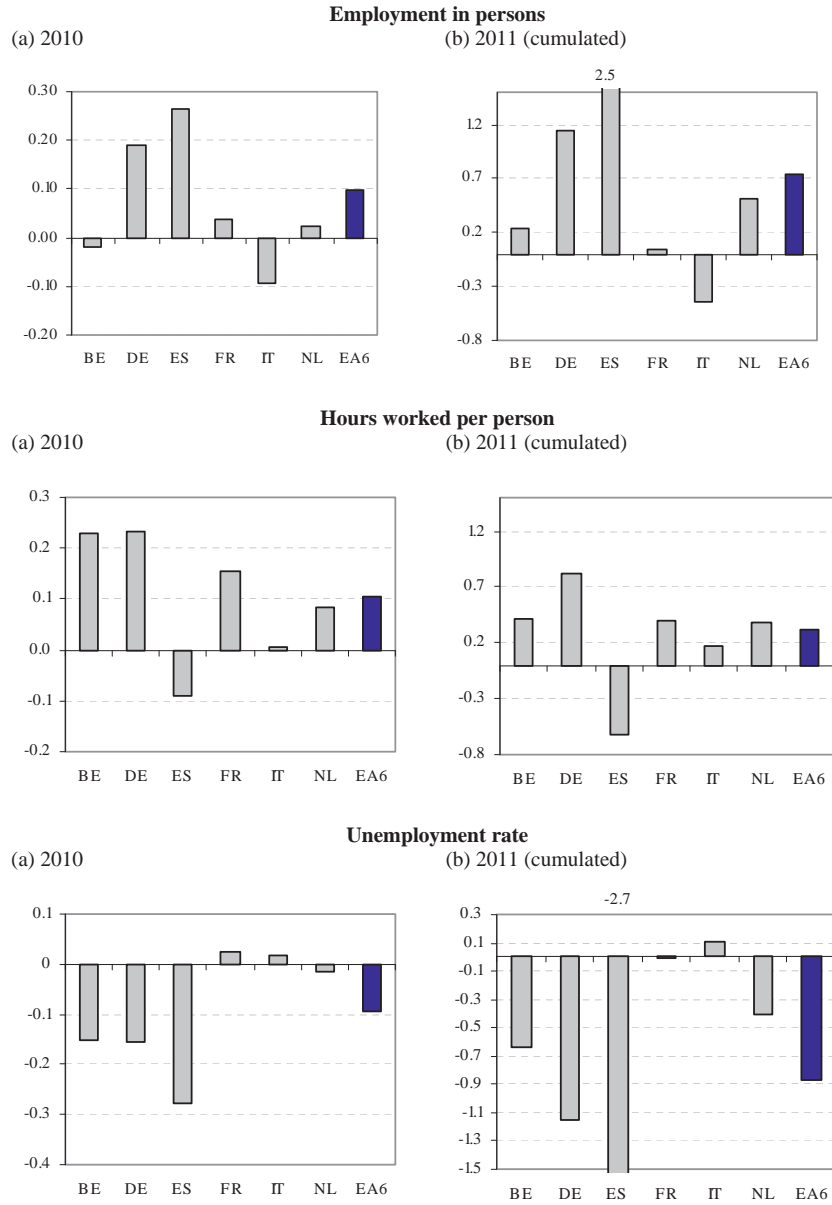 Employment in persons
(a) 2010
(b) 2011 (cumulated)
0.30
0.20
0.10
0.00
-0.10
-0.20
BE DE ES FR IT NL EA6
2.5
1.2
0.7
0.2
-0.3
-0.8
BE DE ES FR IT NL EA6
Hours worked per person
(a) 2010
(b) 2011 (cumulated)
0.3
0.2
0.1
0.0
-0.1
-0.2
BE DE ES FR IT NL EA6
1.2
0.7
0.2
-0.3
-0.8
BE DE ES FR IT NL EA6
Unemployment rate
(a) 2010
(b) 2011 (cumulated)
0.1
0
-0.1
-0.2
-0.3
-0.4
BE DE ES FR IT NL EA6
-2.7
0.3
0.1
-0.1
-0.3
-0.5
-0.7
-0.9
-1.1
-1.3
-1.5
BE DE ES FR IT NL EA6